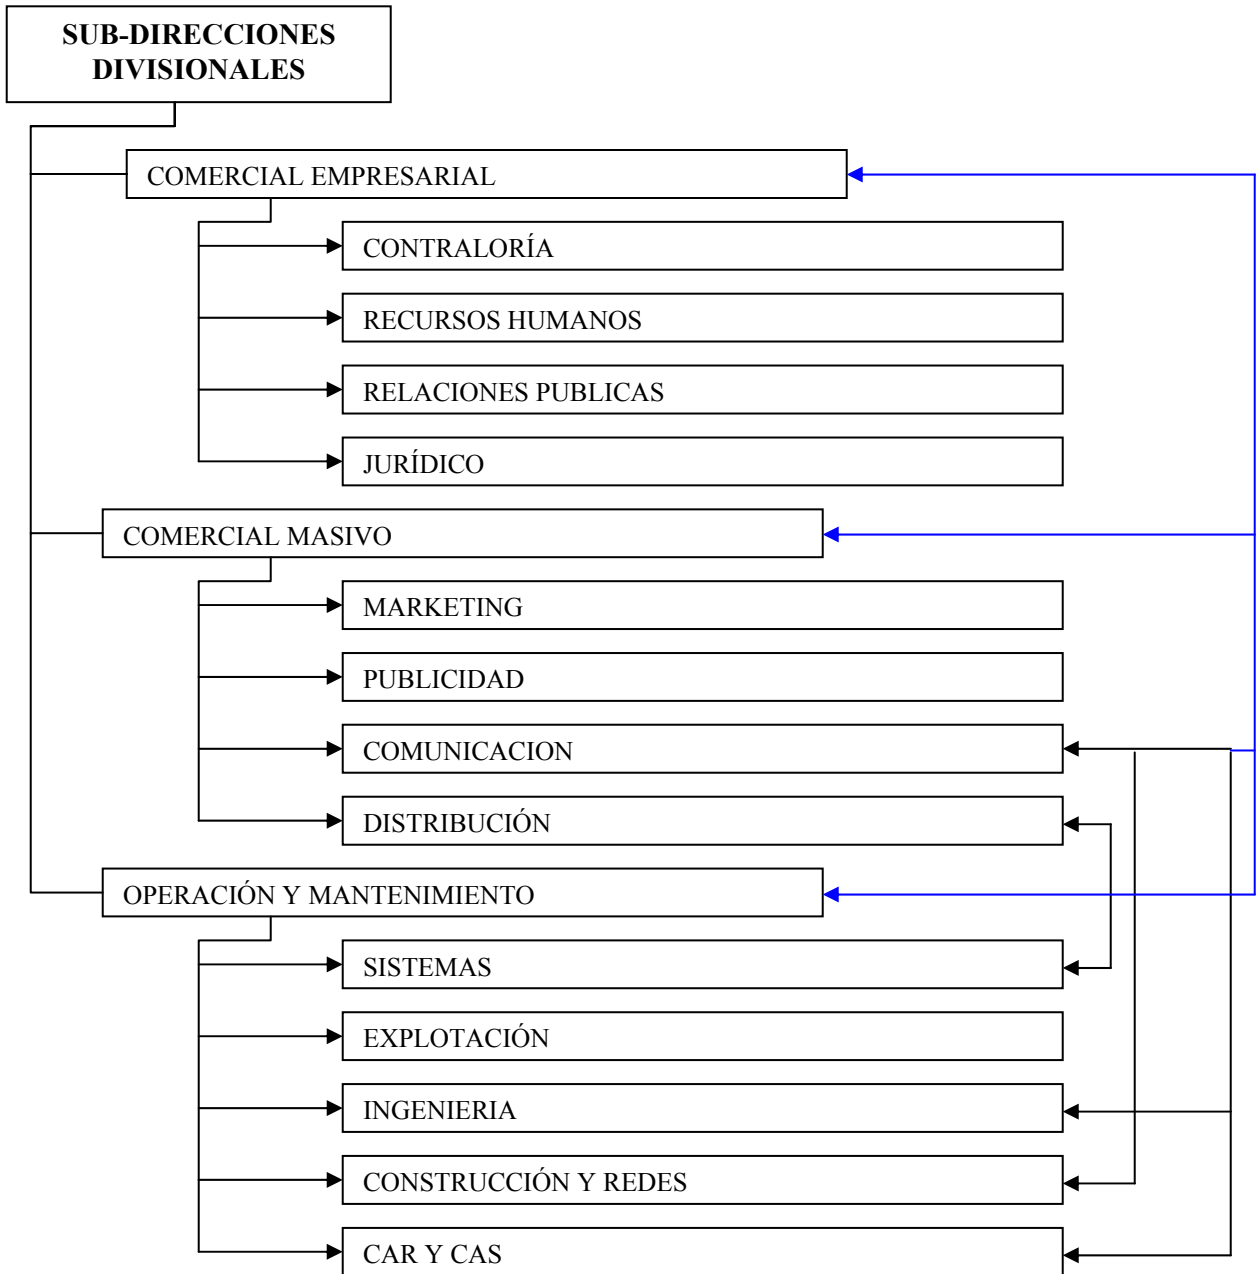 SUB-DIRECCIONES
DIVISIONALES
COMERCIAL EMPRESARIAL
CONTRALORÍA
RECURSOS HUMANOS
RELACIONES PUBLICAS
JURÍDICO
COMERCIAL MASIVO
MARKETING
PUBLICIDAD
COMUNICACION
DISTRIBUCIÓN
OPERACIÓN Y MANTENIMIENTO
SISTEMAS
EXPLOTACIÓN
INGENIERIA
CONSTRUCCIÓN Y REDES
CAR Y CAS